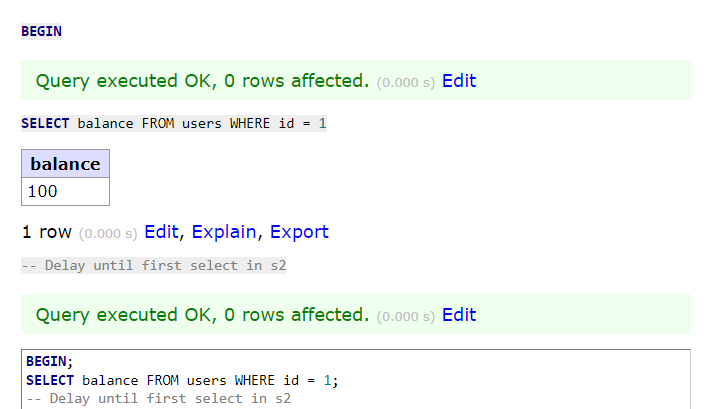 BEGIN
Query executed OK, 0 rows affected. (0.000 s) Edit
SELECT balance FROM users WHERE id = 1
balance
100
1 row (0.000 s) Edit, Explain, Export
-- Delay until first select in s2
Query executed OK, 0 rows affected. (0.000 s) Edit
BEGIN;
SELECT balance FROM users WHERE id = 1;
-- Delay until first select in s2